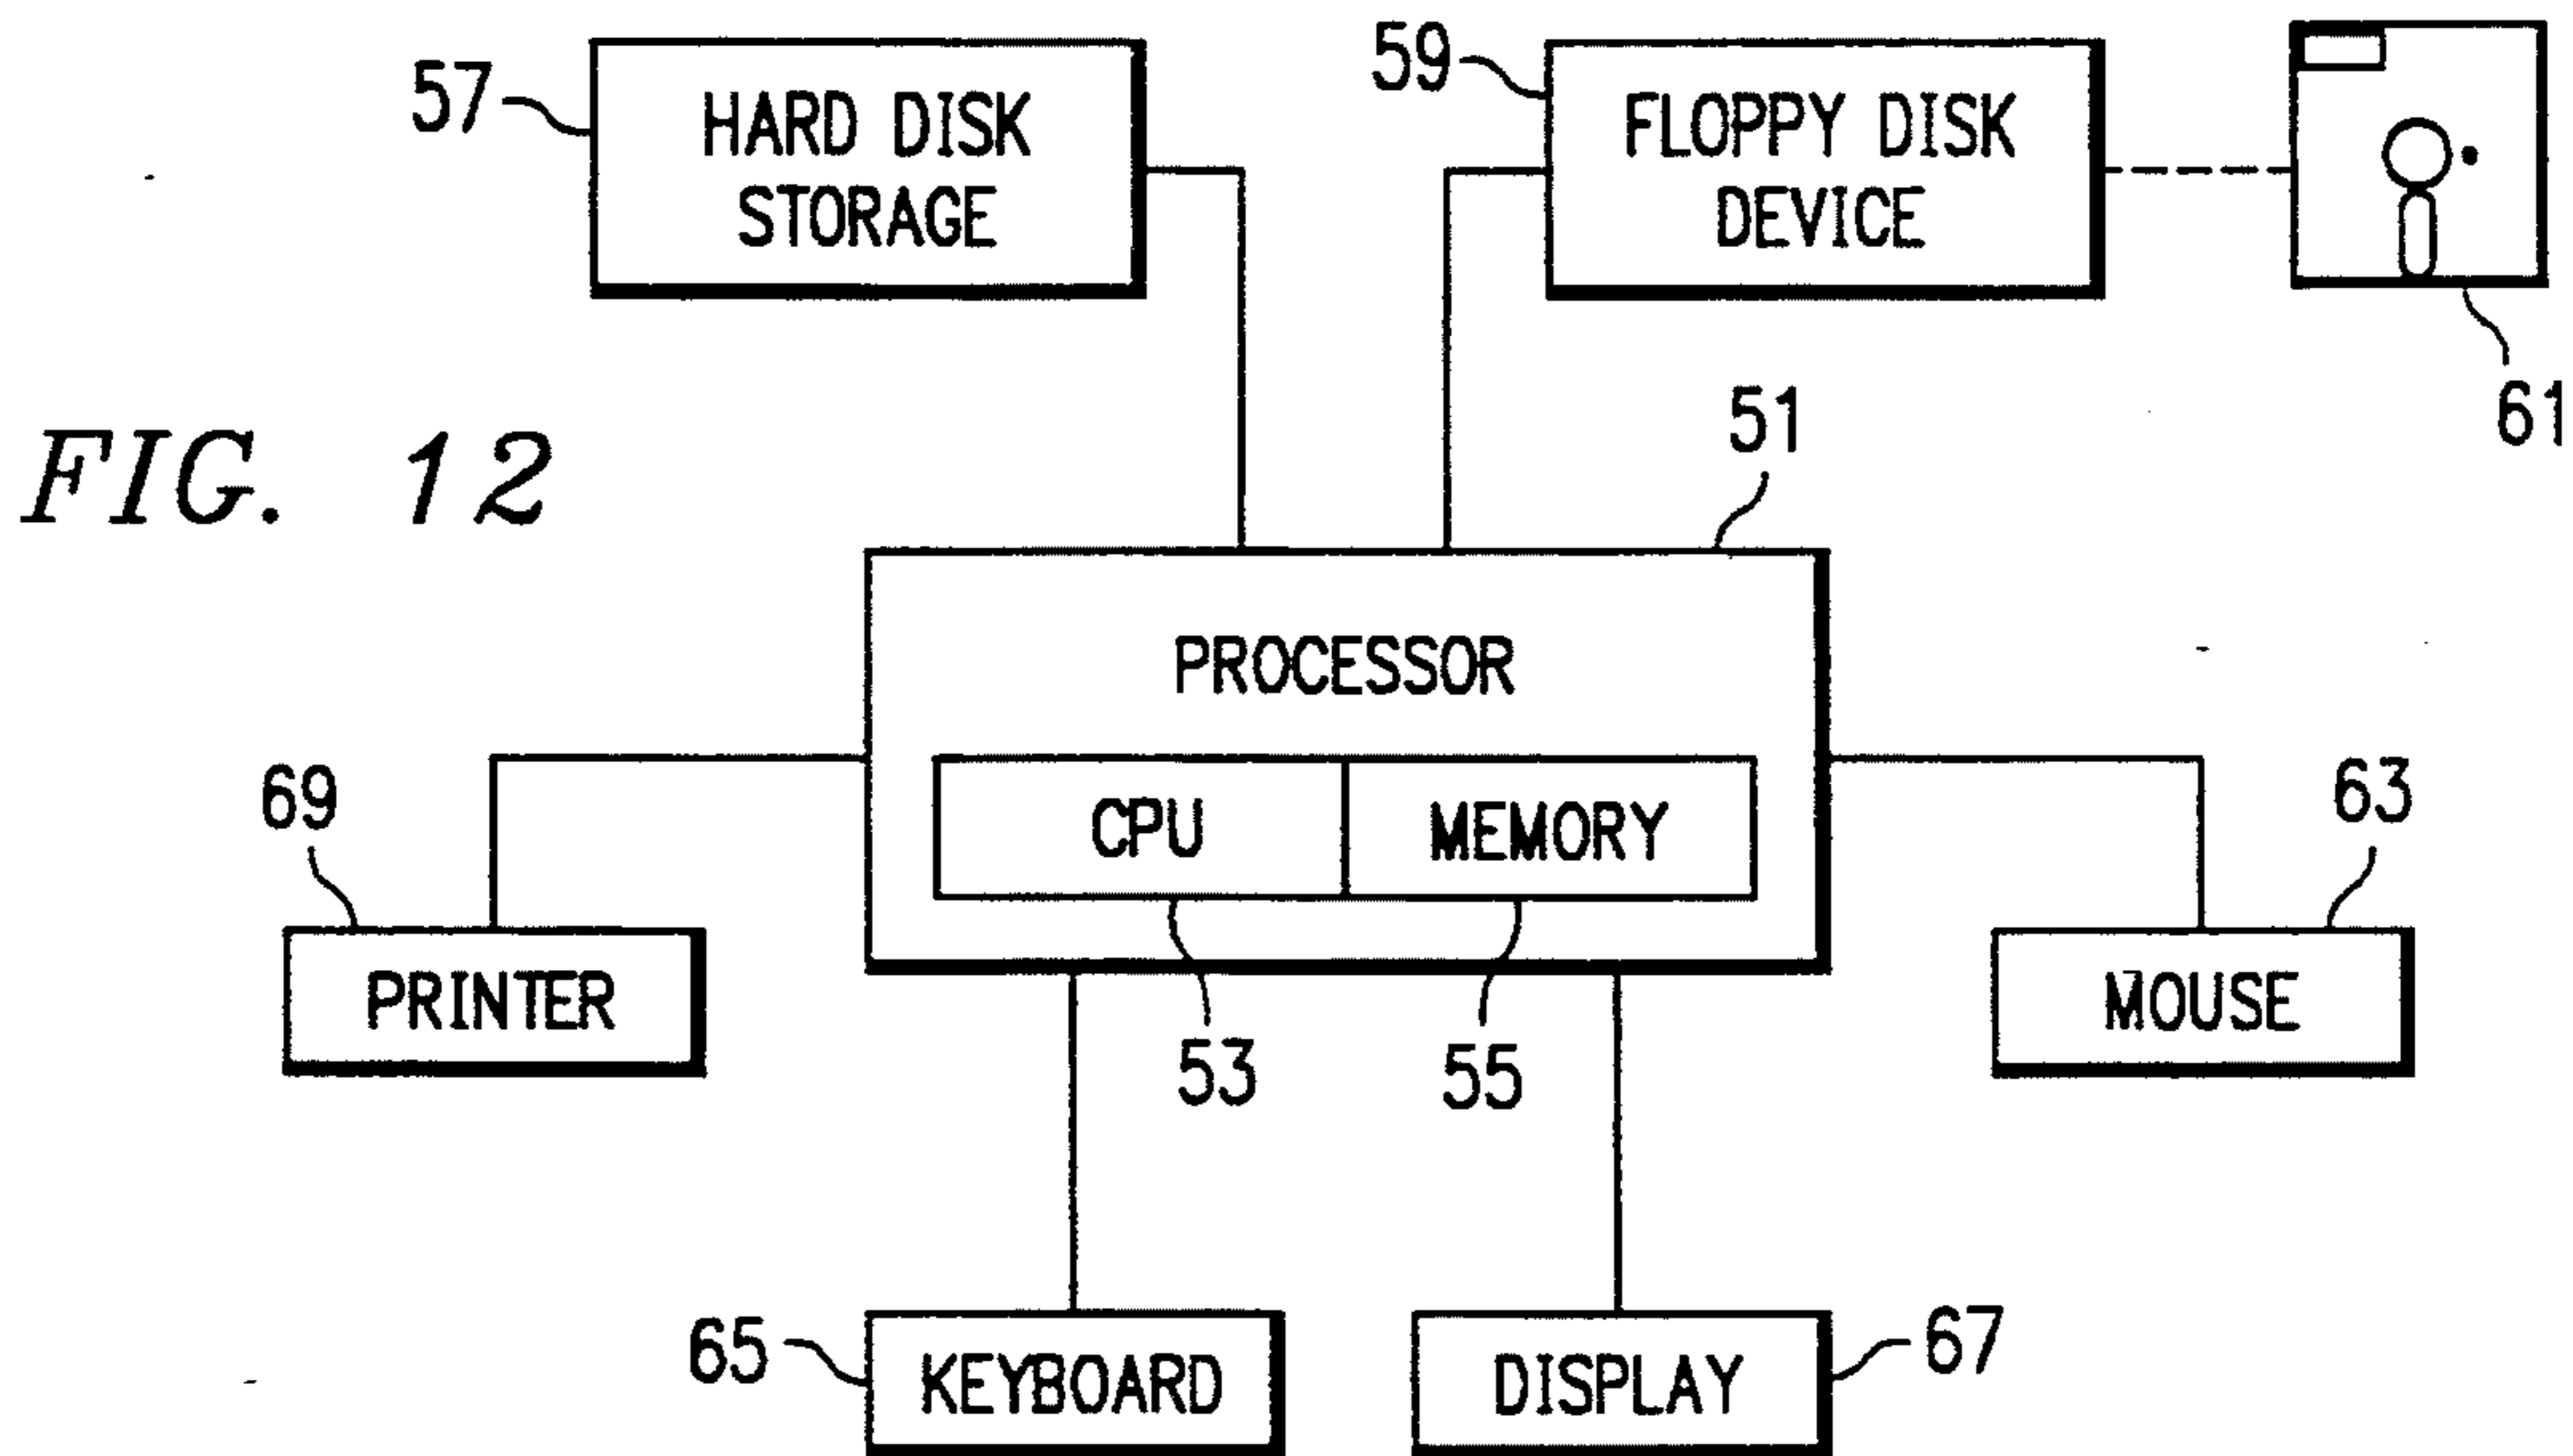 57
HARD DISK
STORAGE
59
FLOPPY DISK
DEVICE
61
FIG. 12
51
PROCESSOR
CPU
MEMORY
53
55
69
PRINTER
63
MOUSE
65
KEYBOARD
DISPLAY
67